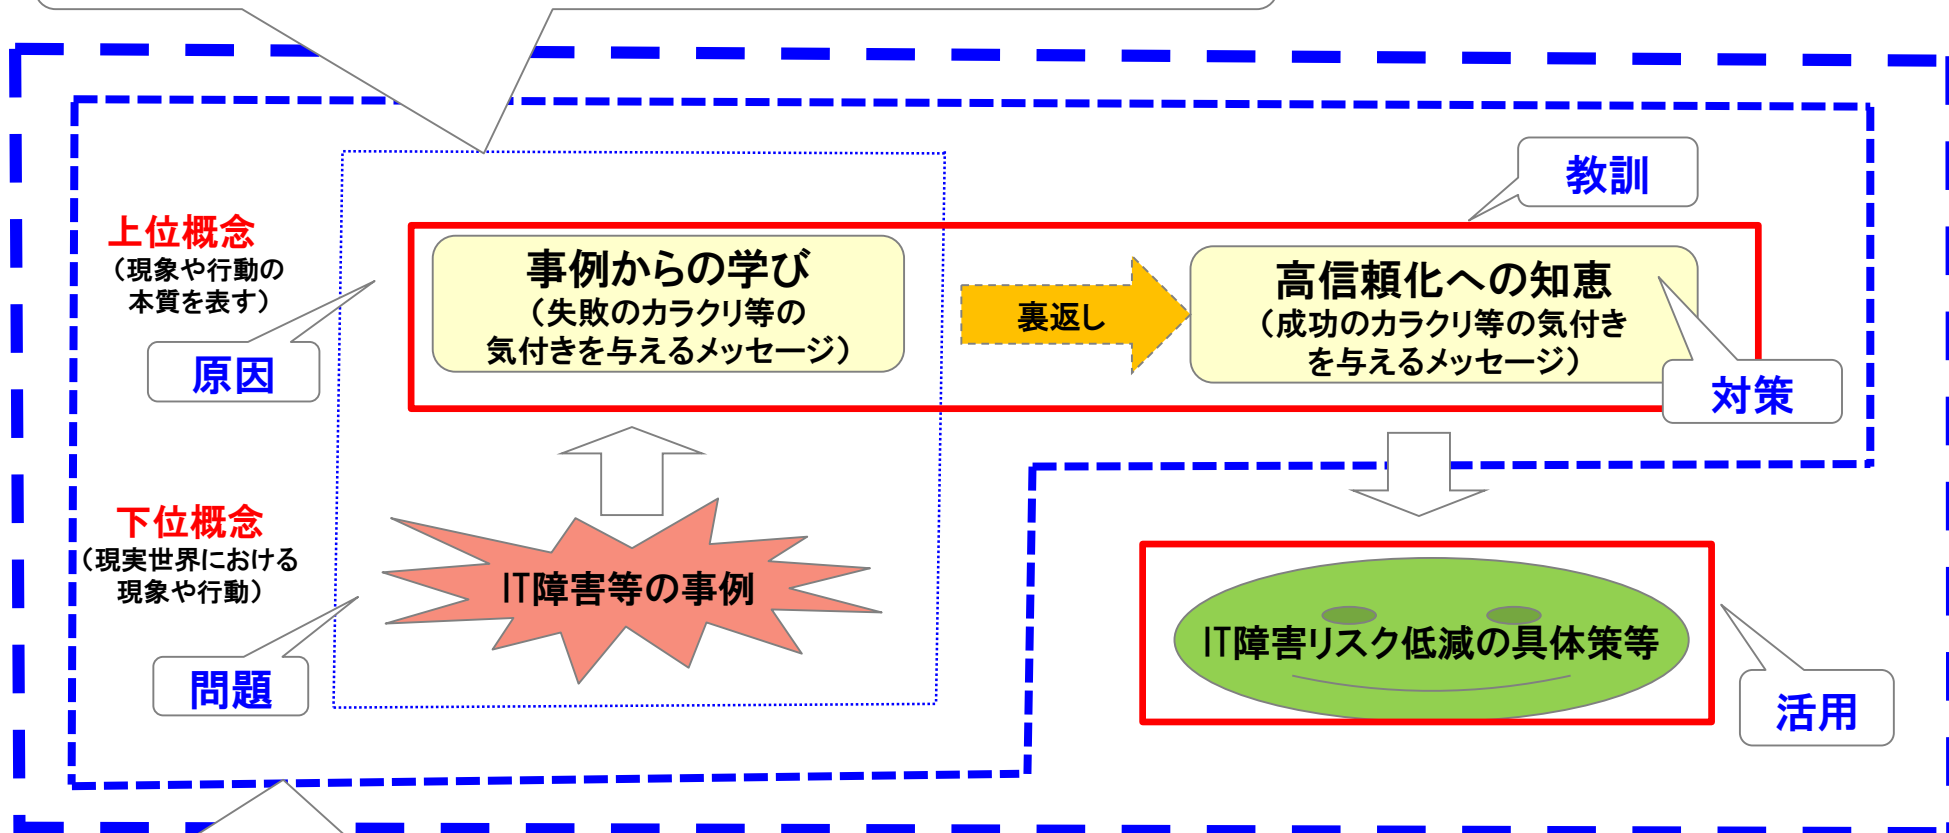 教訓
上位概念
（現象や行動の
本質を表す）
事例からの学び
（失敗のカラクリ等の
気付きを与えるメッセージ）
裏返し
高信頼化への知恵
（成功のカラクリ等の気付き
を与えるメッセージ）
原因
対策
下位概念
（現実世界における
現象や行動）
IT障害等の事例
IT障害リスク低減の具体策等
問題
活用